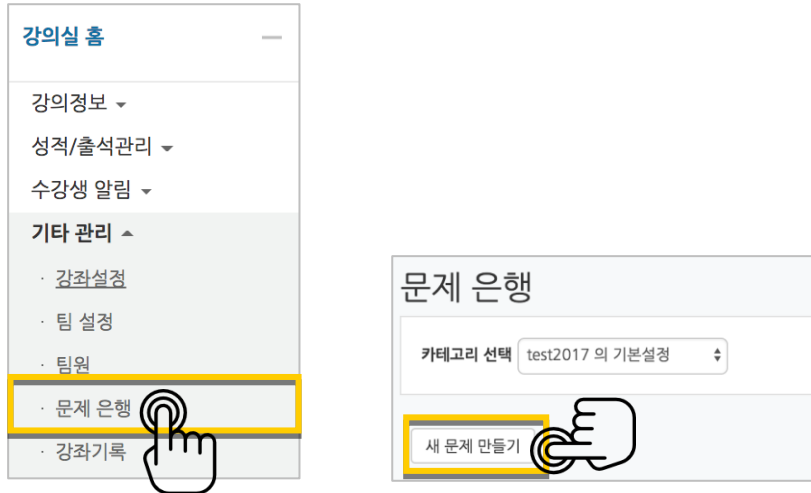 강의실 홈
강의정보
성적/출석관리
수강생 알림
기타 관리
· 강좌설정
· 팀 설정
· 팀원
· 문제 은행
· 강좌기록
문제 은행
카테고리 선택 test2017 의 기본설정
새 문제 만들기